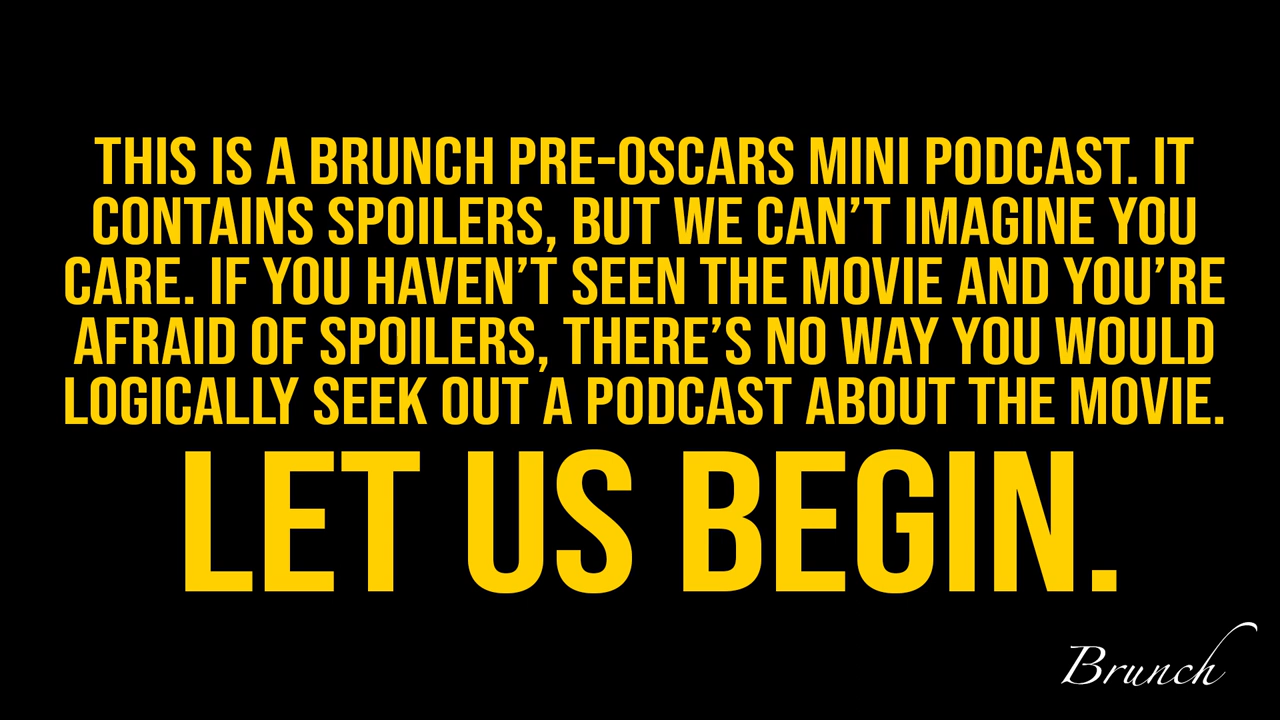 THIS IS A BRUNCH PRE-OSCARS MINI PODCAST. IT
CONTAINS SPOILERS, BUT WE CAN’T IMAGINE YOU
CARE. IF YOU HAVEN’T SEEN THE MOVIE AND YOU’RE
AFRAID OF SPOILERS, THERE’S NO WAY YOU WOULD
LOGICALLY SEEK OUT A PODCAST ABOUT THE MOVIE.
LET US BEGIN.
Brunch